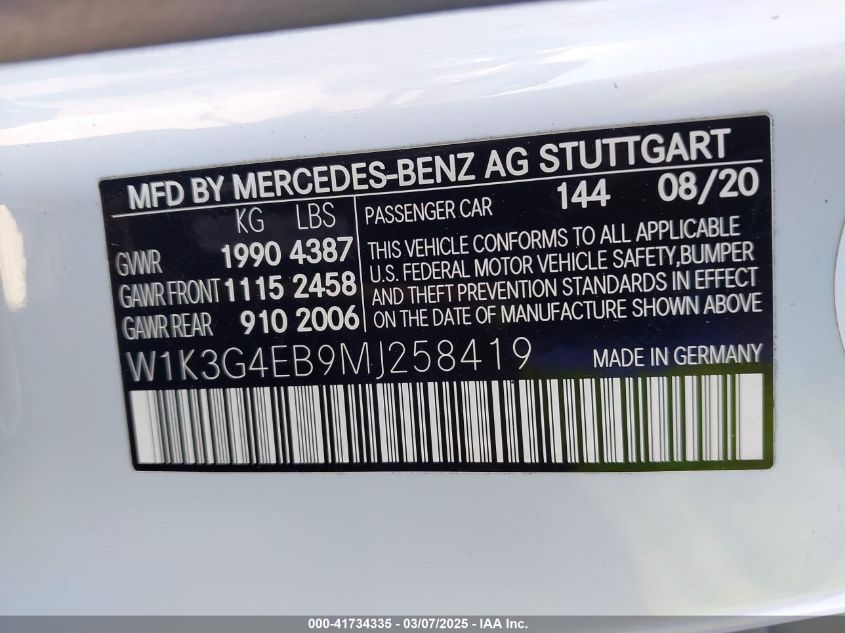 MFD BY MERCEDES-BENZ AG STUTTGART
KG LBS
GVWR 1990 4387
GAWR FRONT 1115 2458
GAWR REAR 910 2006
PASSENGER CAR 144 08/20
THIS VEHICLE CONFORMS TO ALL APPLICABLE
U.S. FEDERAL MOTOR VEHICLE SAFETY,BUMPER
AND THEFT PREVENTION STANDARDS IN EFFECT
ON THE DATE OF MANUFACTURE SHOWN ABOVE
W1K3G4EB9MJ258419 MADE IN GERMANY
000-41734335 - 03/07/2025 - IAA Inc.